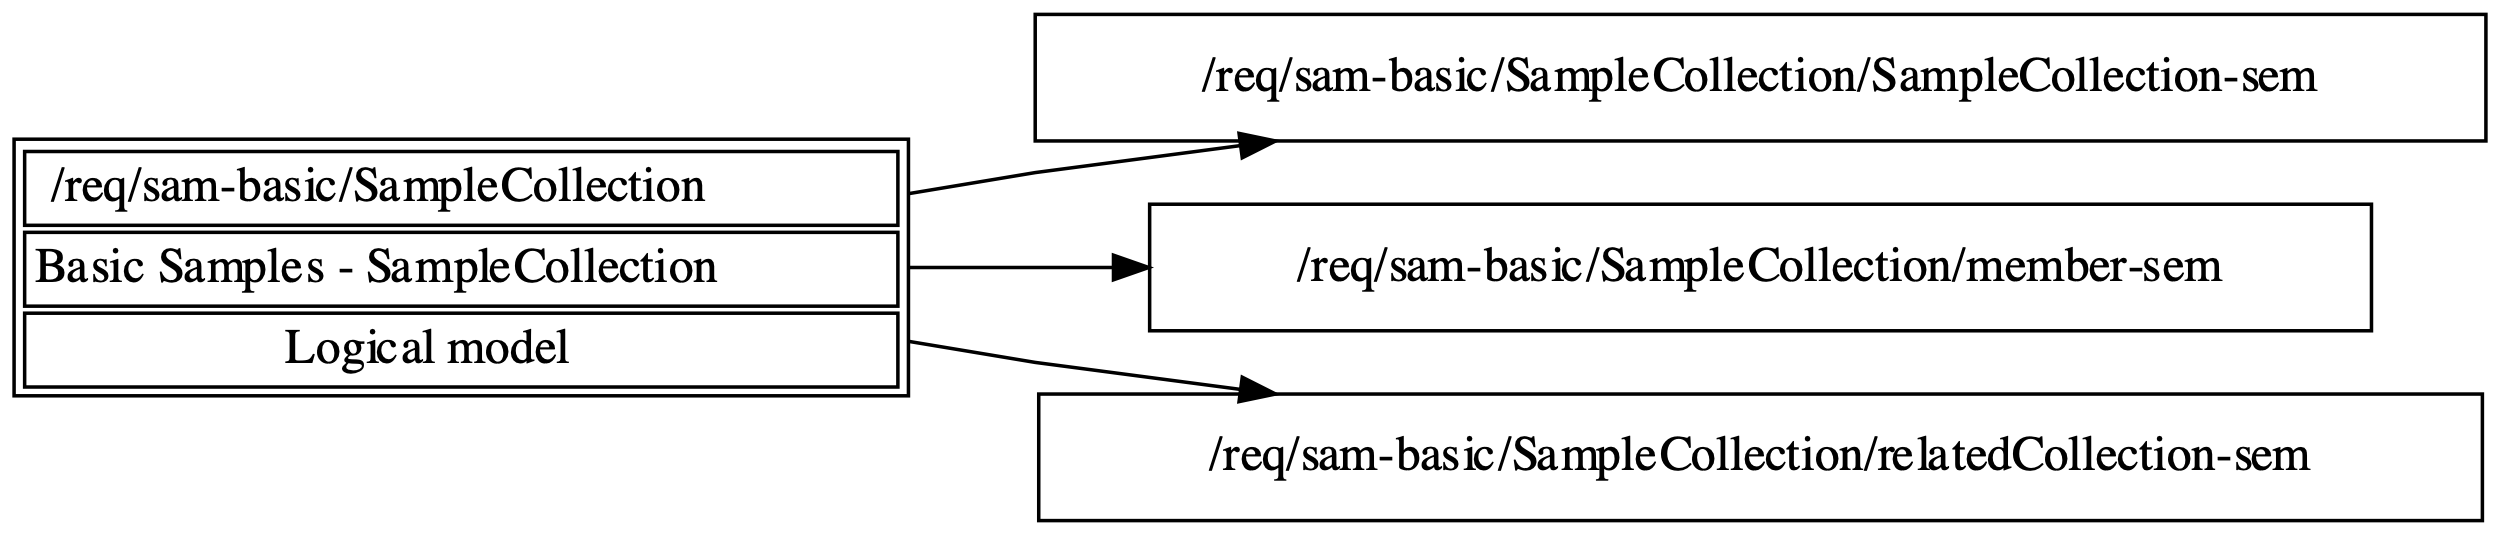 /req/sam-basic/SampleCollection
Basic Samples - SampleCollection
Logical model
/req/sam-basic/SampleCollection/SampleCollection-sem
/req/sam-basic/SampleCollection/member-sem
/req/sam-basic/SampleCollection/relatedCollection-sem